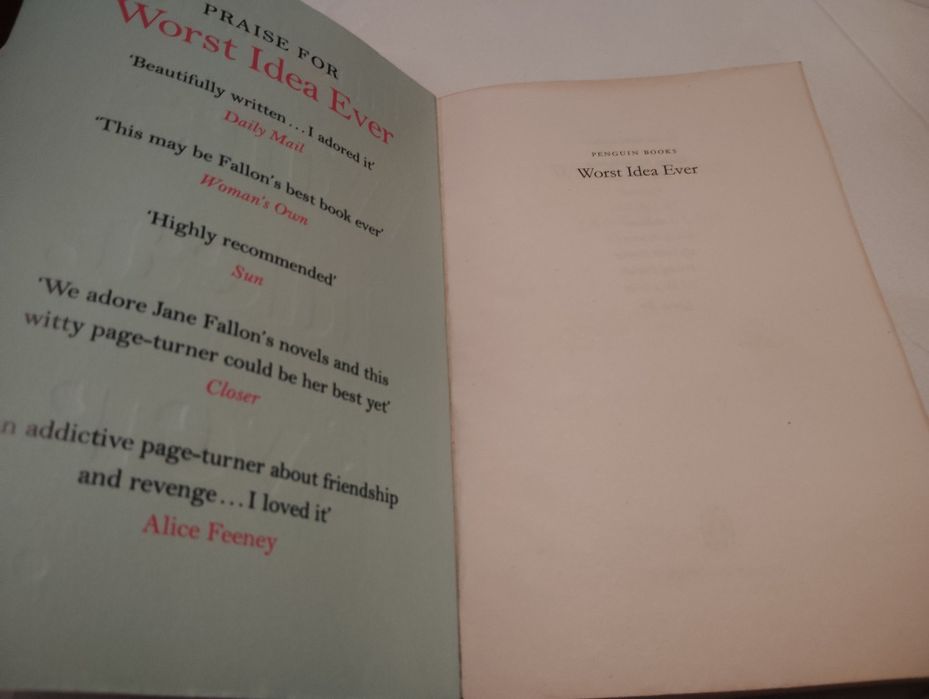 PRAISE FOR
Worst Idea Ever
‘Beautifully written…I adored it’
Daily Mail
‘This may be Fallon’s best book ever’
Woman’s Own
‘Highly recommended’
Sun
‘We adore Jane Fallon’s novels and this
witty page-turner could be her best yet’
Closer
n addictive page-turner about friendship
and revenge…I loved it’
Alice Feeney
PENGUIN BOOKS
Worst Idea Ever